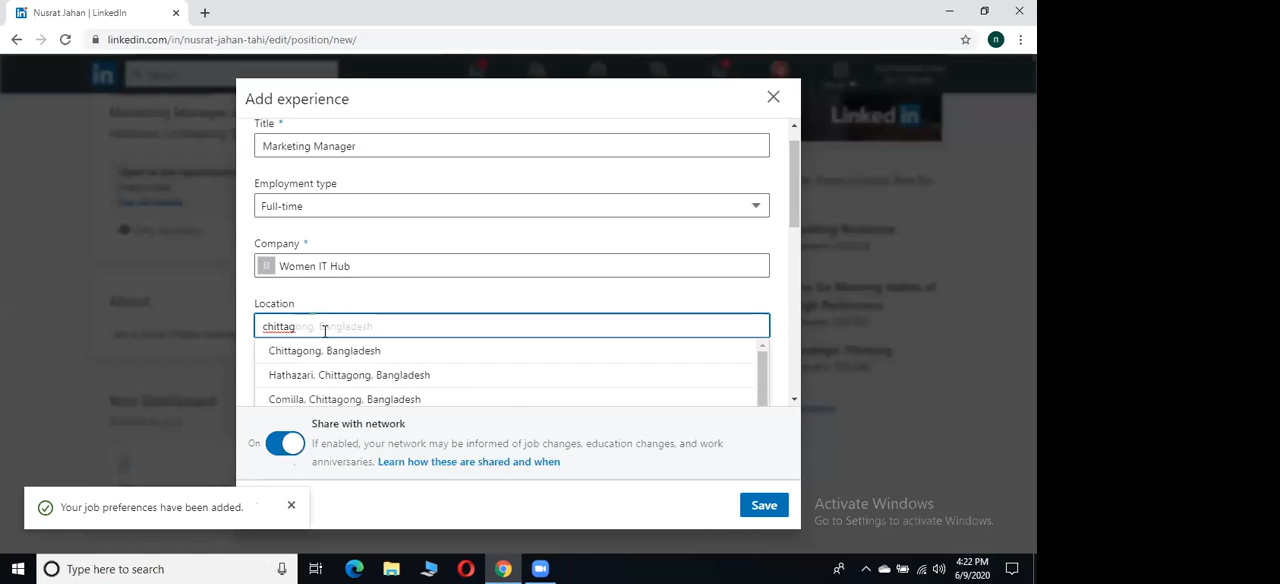 Nusrat Jahan | LinkedIn
linkedin.com/in/nusrat-jahan-tahi/edit/position/new/
n
in
Linked in
Add experience
Title *
Marketing Manager
Employment type
Full-time
Company *
Women IT Hub
Location
chittagong, Bangladesh
Chittagong, Bangladesh
Hathazari, Chittagong, Bangladesh
Comilla, Chittagong, Bangladesh
Share with network
On
If enabled, your network may be informed of job changes, education changes, and work
anniversaries. Learn how these are shared and when
Your job preferences have been added.
Save
Activate Windows
Go to Settings to activate Windows.
About
Type here to search
4:22 PM
6/9/2020